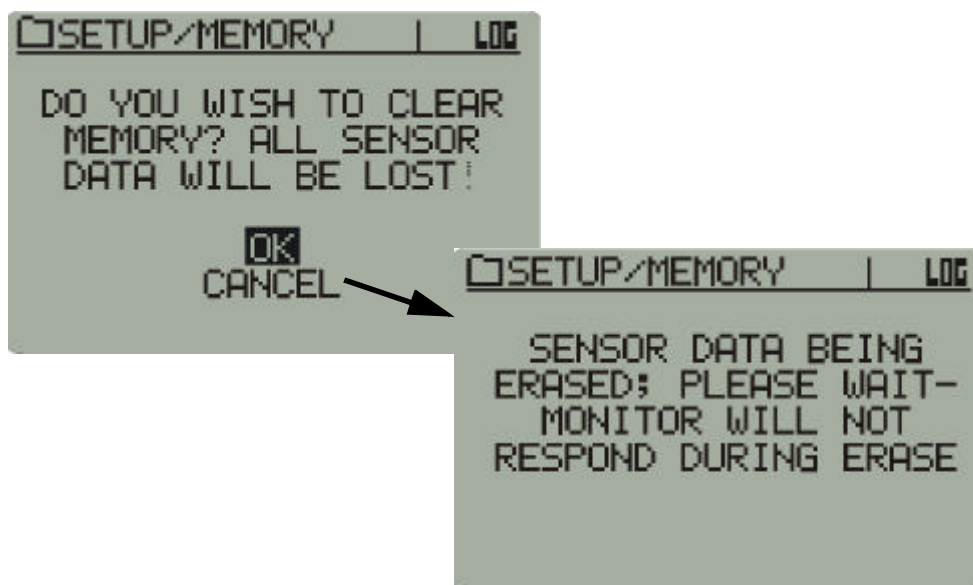 SETUP/MEMORY | LOG
DO YOU WISH TO CLEAR
MEMORY? ALL SENSOR
DATA WILL BE LOST!
OK
CANCEL
SETUP/MEMORY | LOG
SENSOR DATA BEING
ERASED; PLEASE WAIT-
MONITOR WILL NOT
RESPOND DURING ERASE